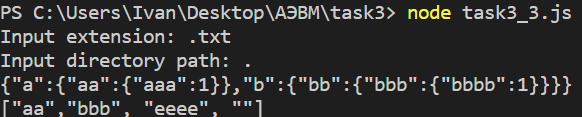 PS C:\Users\Ivan\Desktop\АЭВМ\task3> node task3_3.js
Input extension: .txt
Input directory path: .
{"a":{"aa":{"aaa":1}},"b":{"bb":{"bbb":{"bbbb":1}}}}
["aa","bbb", "eeee", ""]